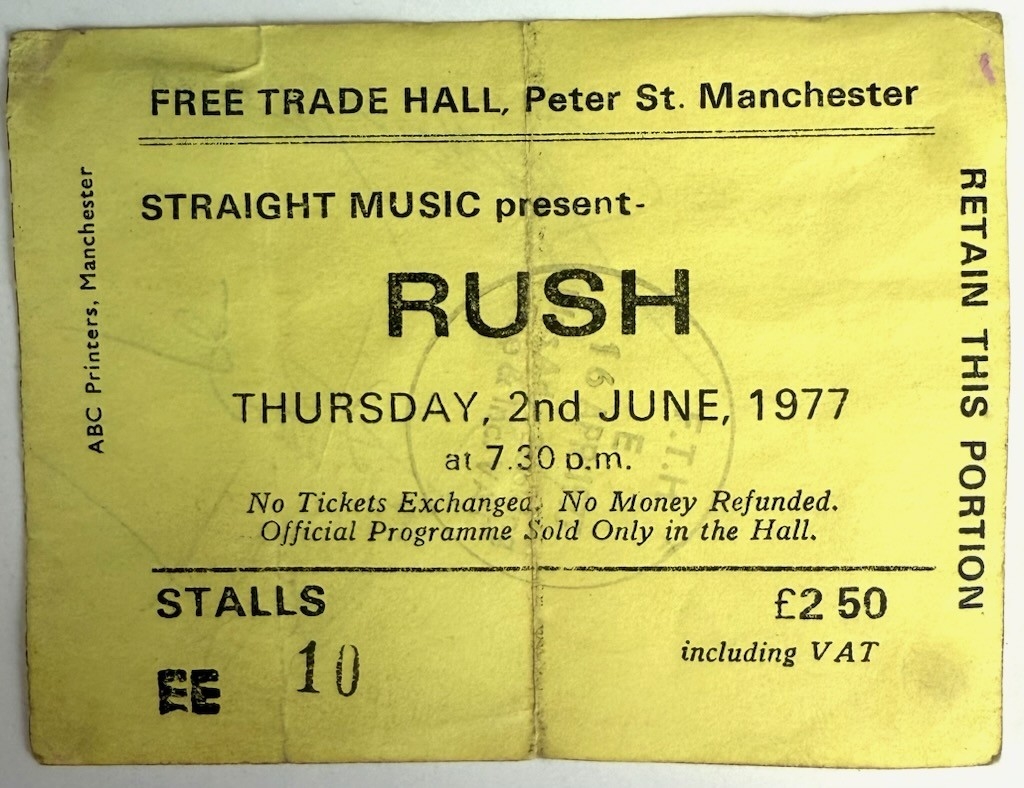 FREE TRADE HALL, Peter St. Manchester
STRAIGHT MUSIC present-
RUSH
THURSDAY, 2nd JUNE, 1977
at 7.30 p.m.
No Tickets Exchanged. No Money Refunded.
Official Programme Sold Only in the Hall.
STALLS
£2 50
including VAT
EE 10
ABC Printers, Manchester
RETAIN THIS PORTION